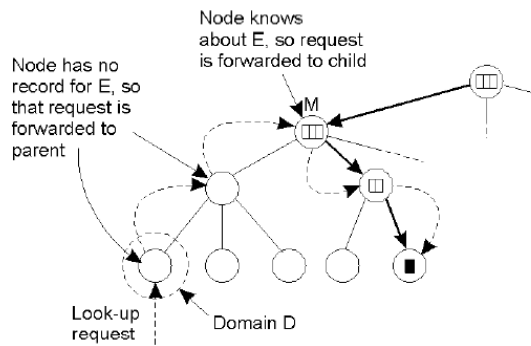 Node knows
about E, so request
is forwarded to child
Node has no
record for E, so
that request is
forwarded to
parent
M
Look-up
request
Domain D